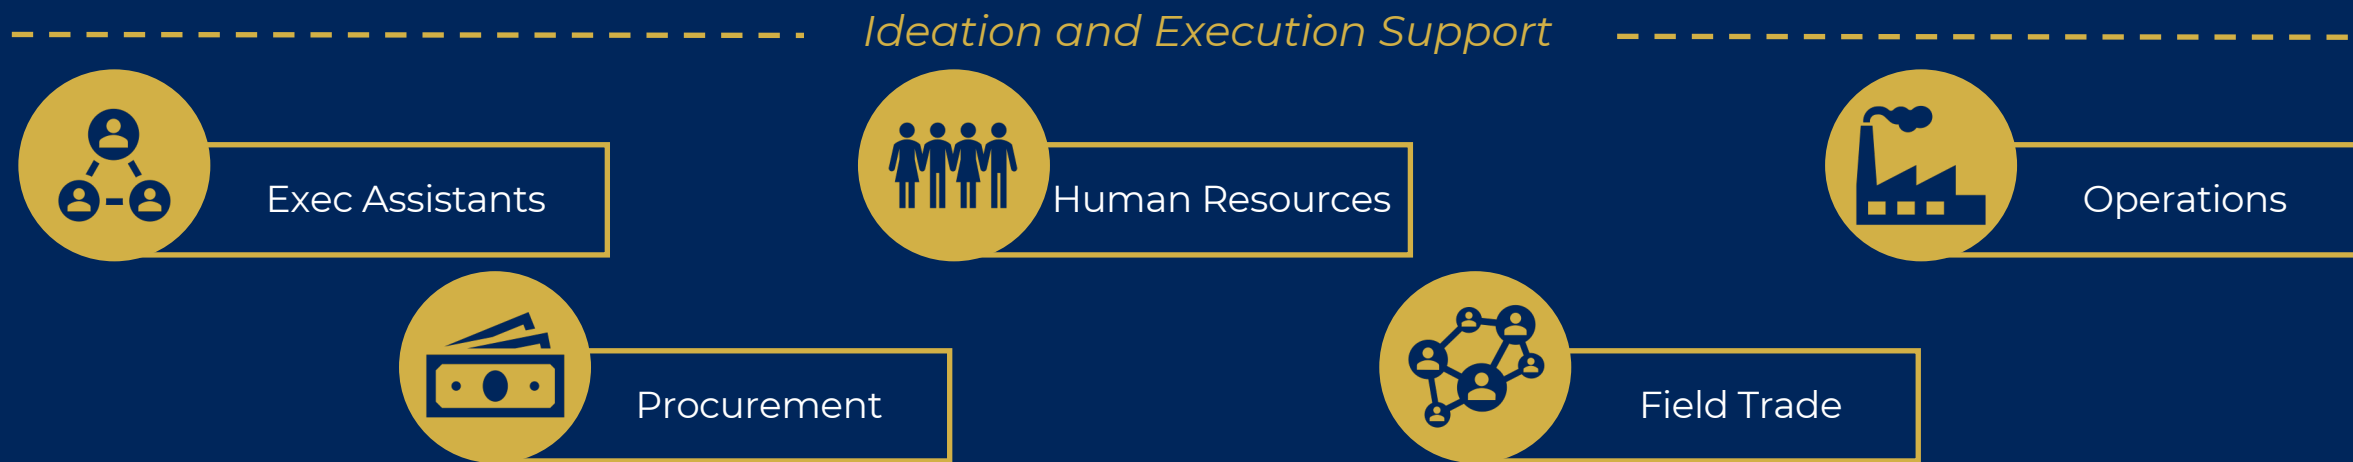 Ideation and Execution Support
Exec Assistants
Human Resources
Operations
Procurement
Field Trade